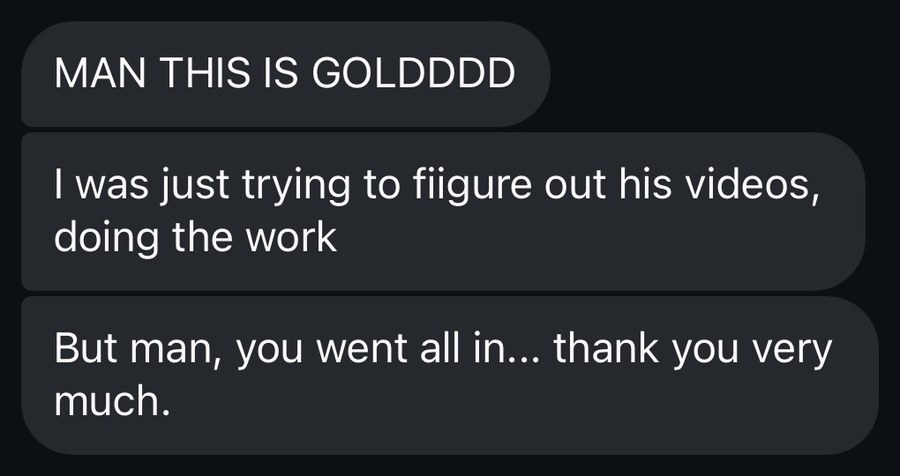 MAN THIS IS GOLDDDD
I was just trying to fiigure out his videos,
doing the work
But man, you went all in... thank you very
much.